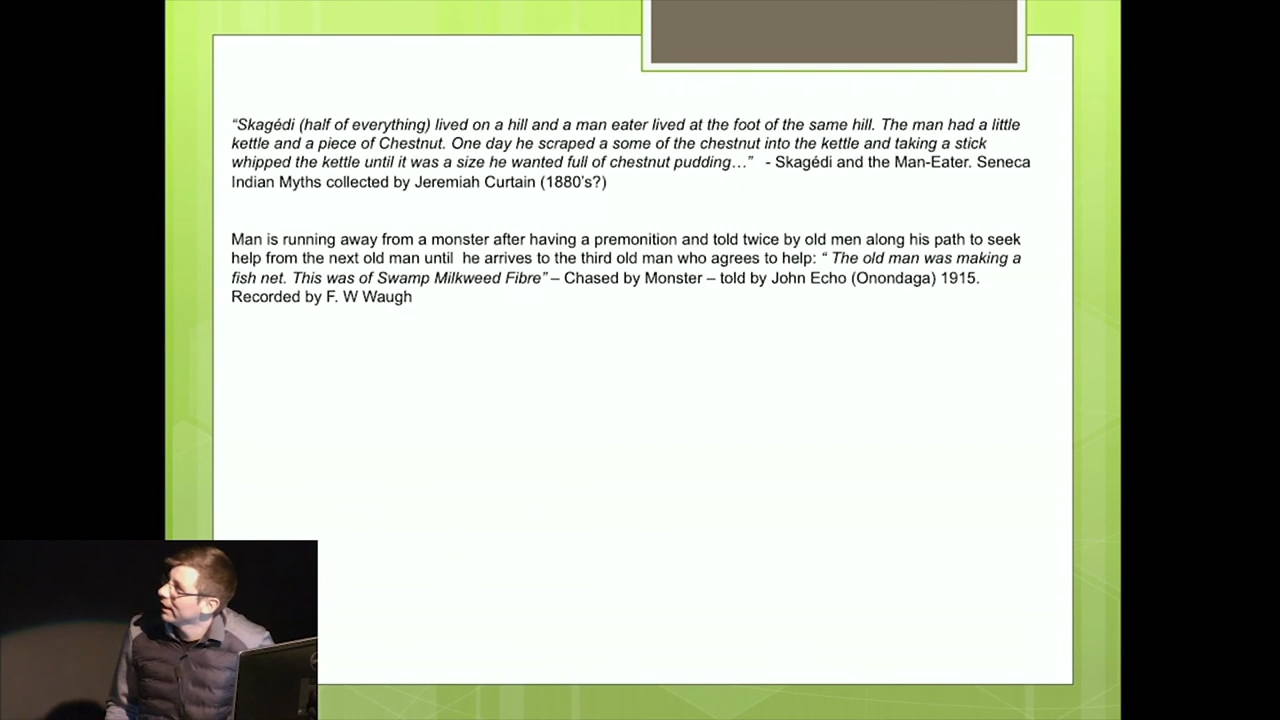 “Skagédi (half of everything) lived on a hill and a man eater lived at the foot of the same hill. The man had a little
kettle and a piece of Chestnut. One day he scraped a some of the chestnut into the kettle and taking a stick
whipped the kettle until it was a size he wanted full of chestnut pudding…” - Skagédi and the Man-Eater. Seneca
Indian Myths collected by Jeremiah Curtain (1880’s?)
Man is running away from a monster after having a premonition and told twice by old men along his path to seek
help from the next old man until he arrives to the third old man who agrees to help: “ The old man was making a
fish net. This was of Swamp Milkweed Fibre” – Chased by Monster – told by John Echo (Onondaga) 1915.
Recorded by F. W Waugh